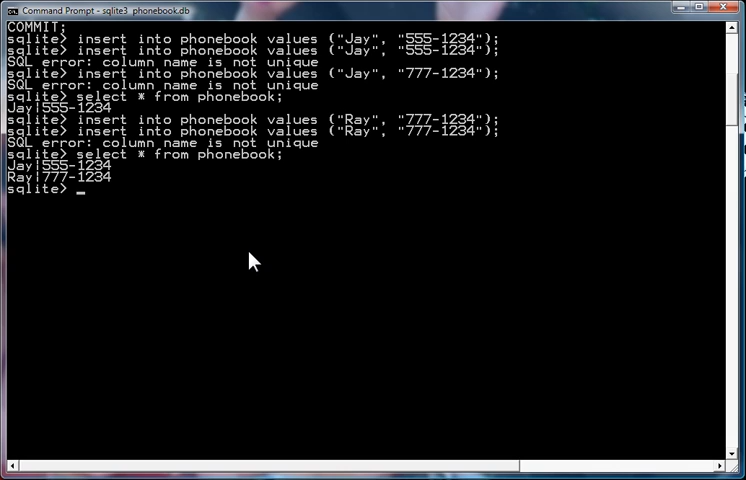 Command Prompt - sqlite3 phonebook.db
COMMIT;
sqlite> insert into phonebook values ("Jay", "555-1234");
sqlite> insert into phonebook values ("Jay", "555-1234");
SQL error: column name is not unique
sqlite> insert into phonebook values ("Jay", "777-1234");
SQL error: column name is not unique
sqlite> select * from phonebook;
Jay|555-1234
sqlite> insert into phonebook values ("Ray", "777-1234");
sqlite> insert into phonebook values ("Ray", "777-1234");
SQL error: column name is not unique
sqlite> select * from phonebook;
Jay|555-1234
Ray|777-1234
sqlite> _